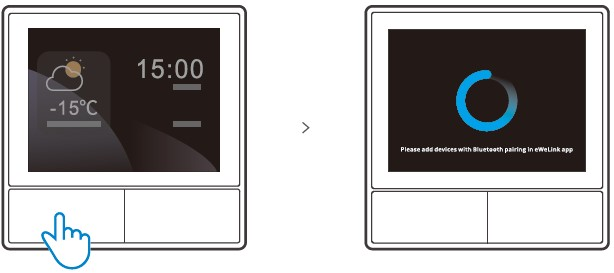 15:00
-15°C
Please add devices with Bluetooth pairing in eWeLink app